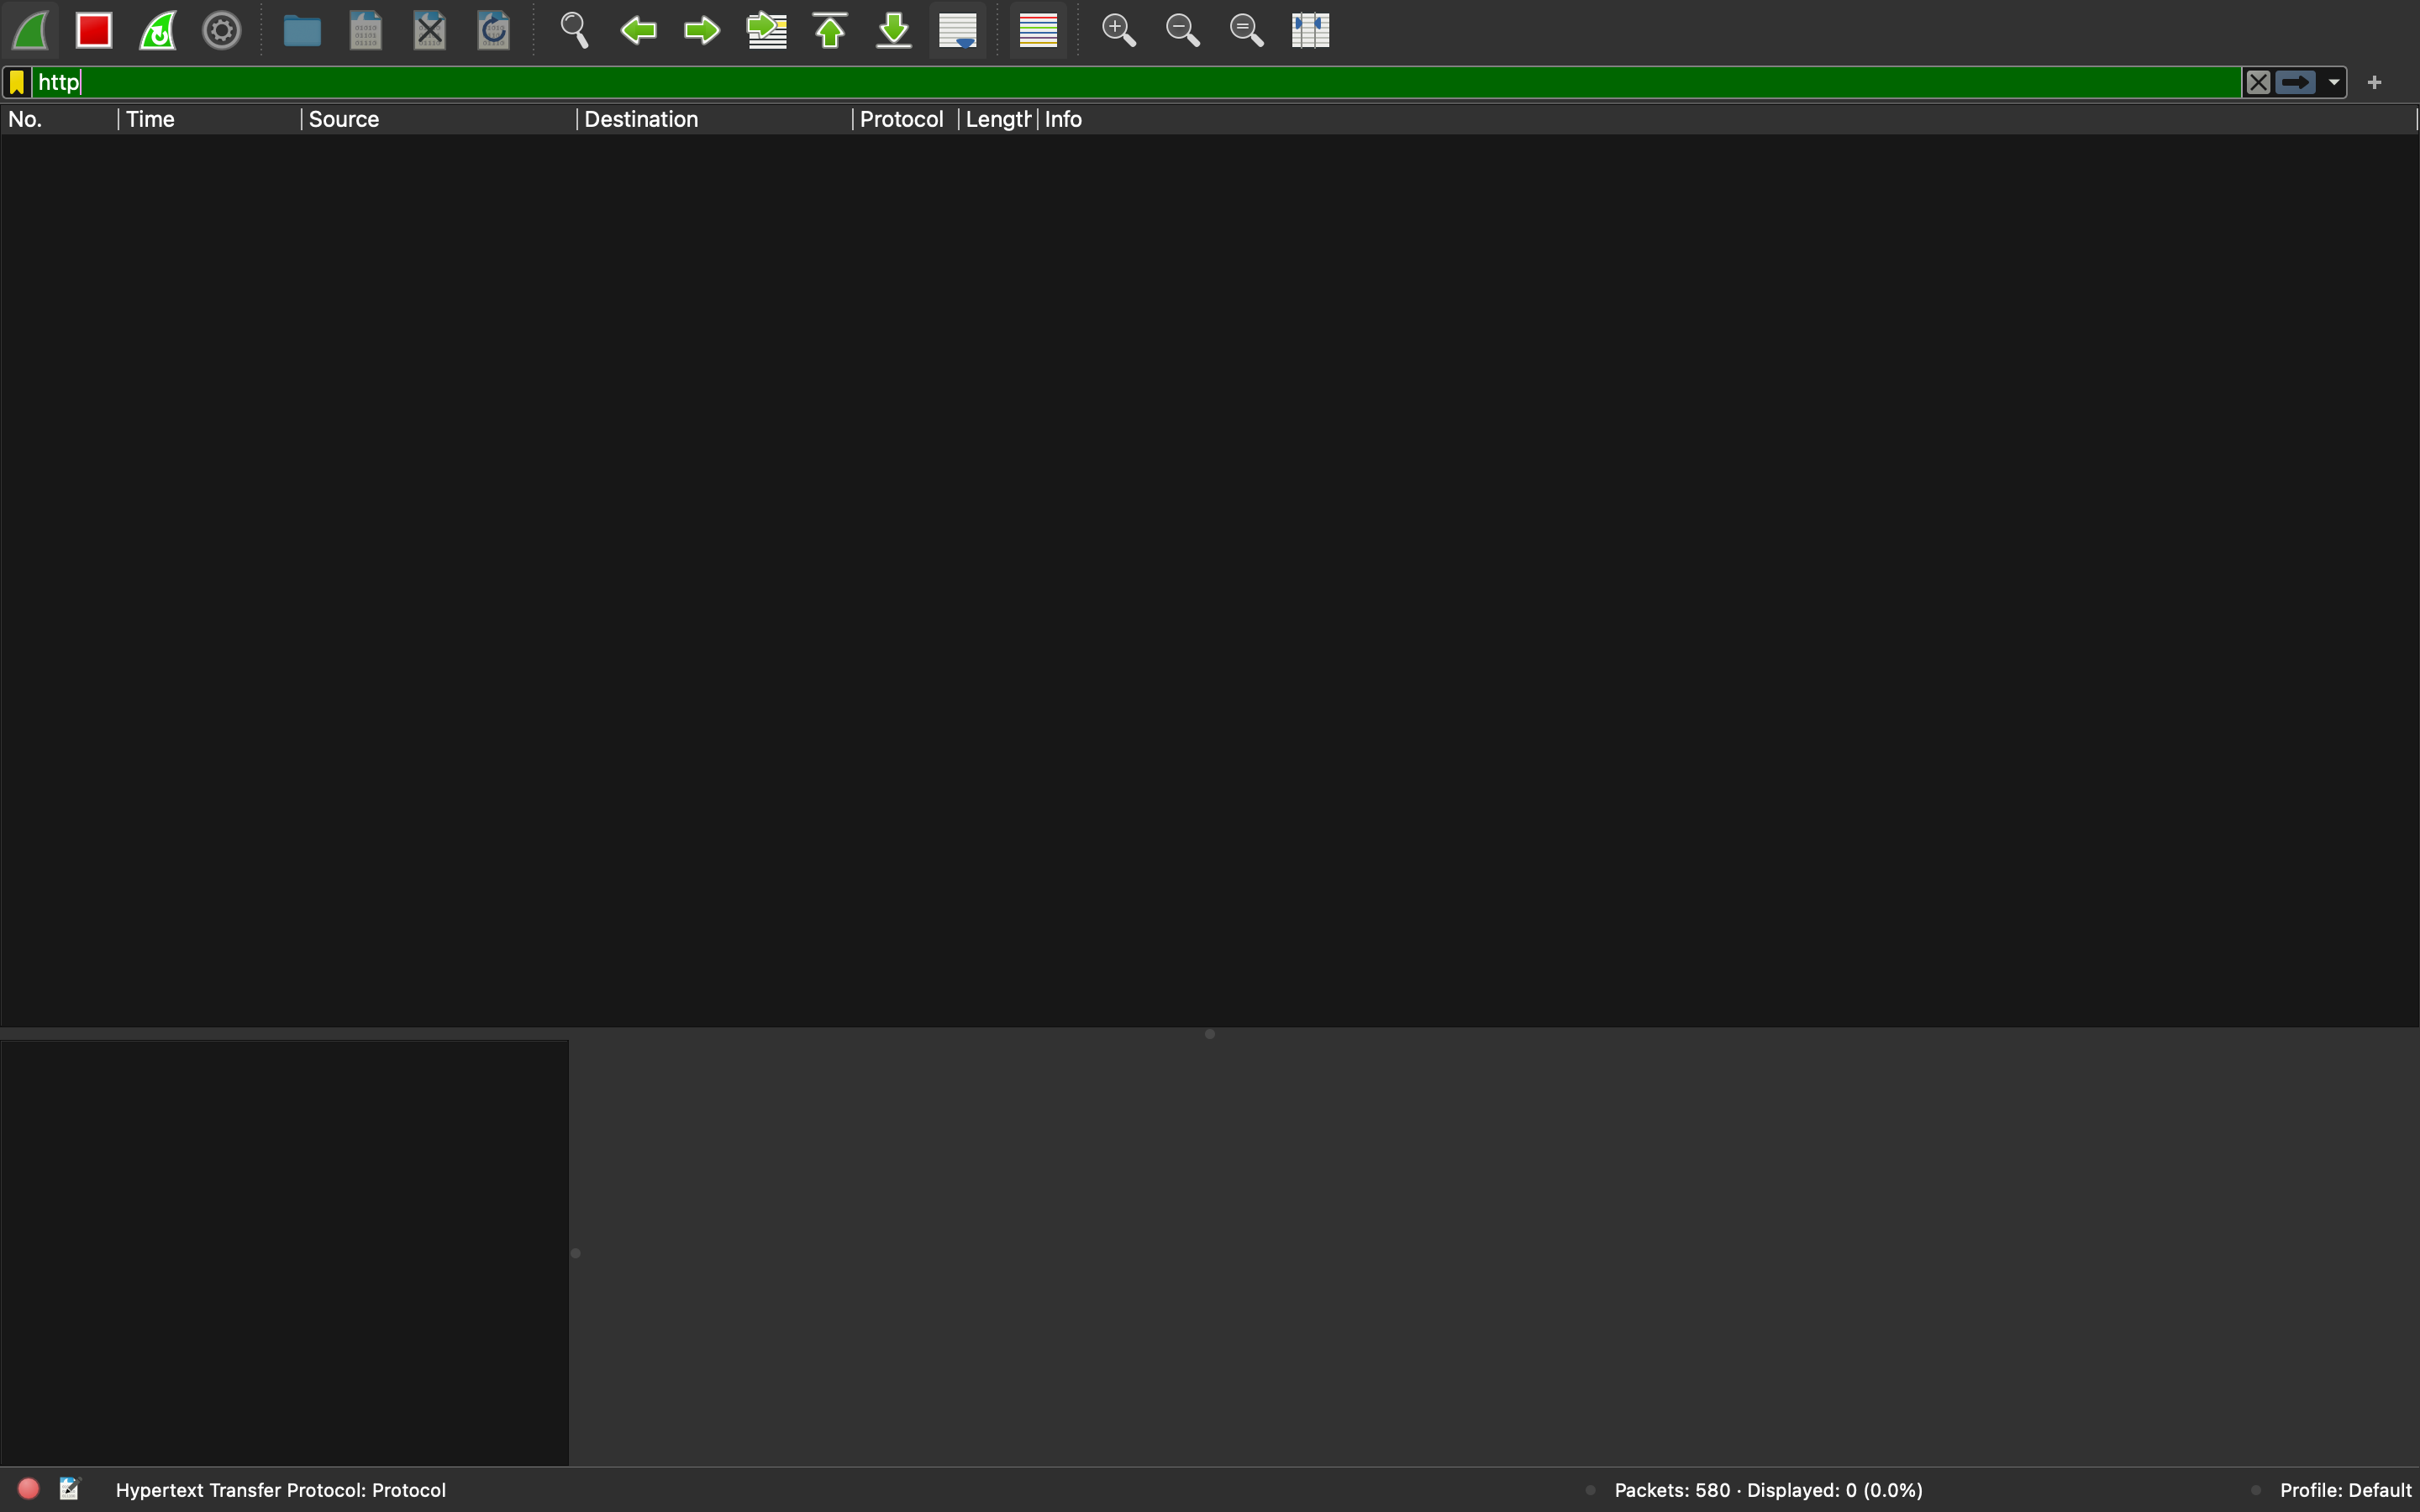 http
No. Time Source Destination Protocol Length Info
Hypertext Transfer Protocol: Protocol Packets: 580 · Displayed: 0 (0.0%) Profile: Default